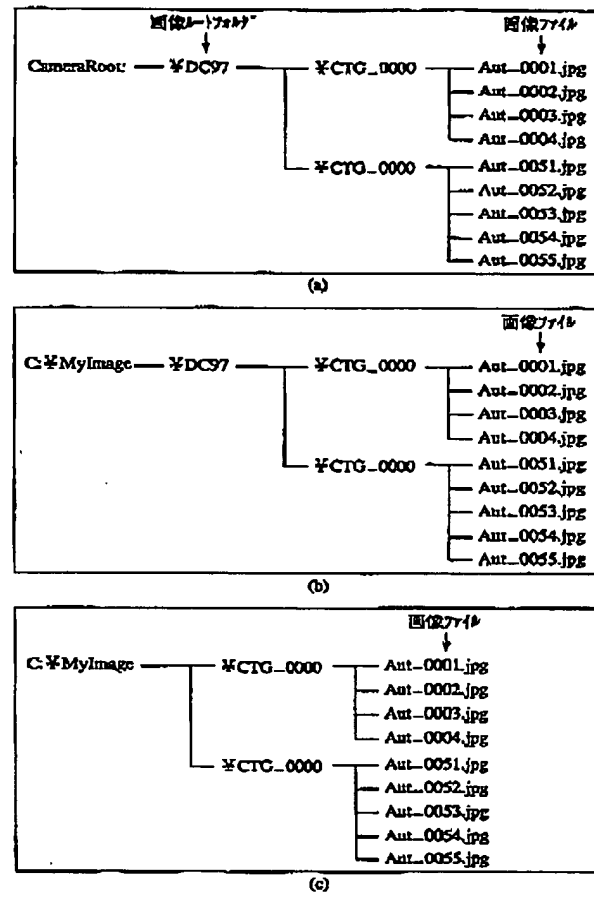 画像ルートフォルダ 画像ファイル
CameraRoot: ¥DC97 ¥CTG_0000 Aut_0001.jpg
Aut_0002.jpg
Aut_0003.jpg
Aut_0004.jpg
¥CTG_0000 Aut_0051.jpg
Aut_0052.jpg
Aut_0053.jpg
Aut_0054.jpg
Aut_0055.jpg
(a)
画像ファイル
C:¥MyImage ¥DC97 ¥CTG_0000 Aut_0001.jpg
Aut_0002.jpg
Aut_0003.jpg
Aut_0004.jpg
¥CTG_0000 Aut_0051.jpg
Aut_0052.jpg
Aut_0053.jpg
Aut_0054.jpg
Aut_0055.jpg
(b)
画像ファイル
C:¥MyImage ¥CTG_0000 Aut_0001.jpg
Aut_0002.jpg
Aut_0003.jpg
Aut_0004.jpg
¥CTG_0000 Aut_0051.jpg
Aut_0052.jpg
Aut_0053.jpg
Aut_0054.jpg
Aut_0055.jpg
(c)